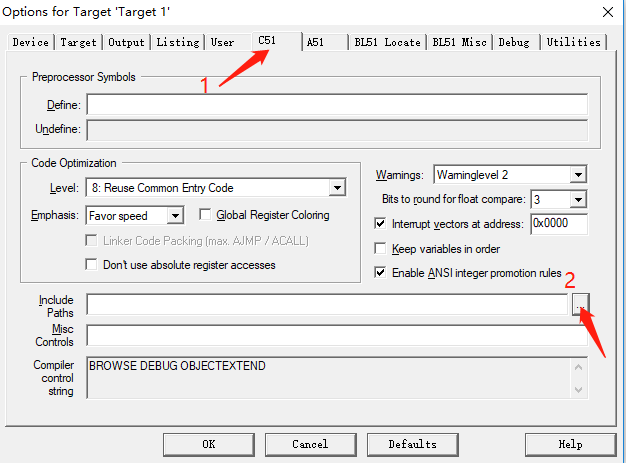 Options for Target 'Target 1'
Device Target Output Listing User C51 A51 BL51 Locate BL51 Misc Debug Utilities
1
Preprocessor Symbols
Define:
Undefine:
Code Optimization
Level: 8: Reuse Common Entry Code
Emphasis: Favor speed Global Register Coloring
Linker Code Packing (max. AJMP / ACALL)
Don't use absolute register accesses
Warnings: Warninglevel 2
Bits to round for float compare: 3
Interrupt vectors at address: 0x0000
Keep variables in order
Enable ANSI integer promotion rules
2
Include
Paths
...
Misc
Controls
Compiler
control
string
BROWSE DEBUG OBJECTEXTEND
OK Cancel Defaults Help